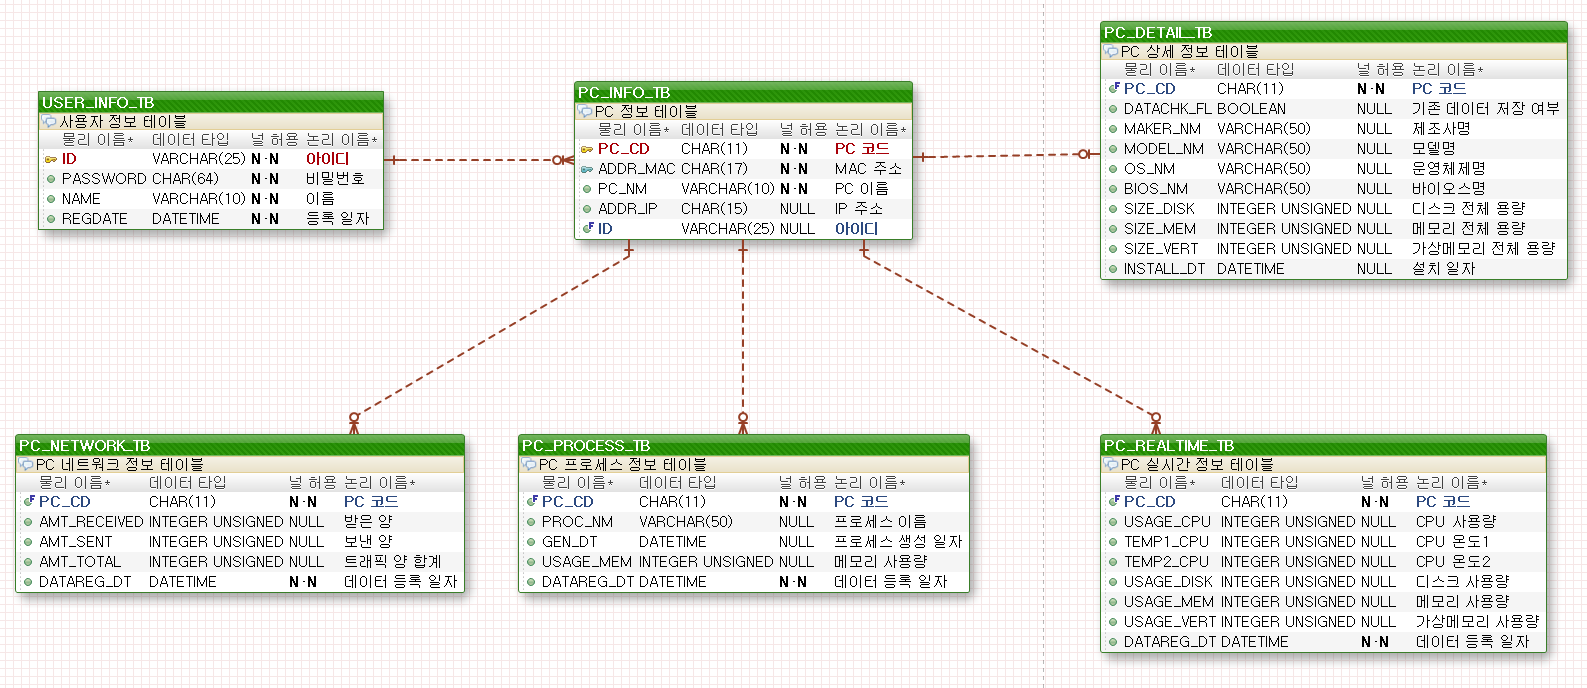 USER_INFO_TB
사용자 정보 테이블
물리 이름* 데이터 타입 널 허용 논리 이름*
ID VARCHAR(25) N·N 아이디
PASSWORD CHAR(64) N·N 비밀번호
NAME VARCHAR(10) N·N 이름
REGDATE DATETIME N·N 등록 일자
PC_INFO_TB
PC 정보 테이블
물리 이름* 데이터 타입 널 허용 논리 이름*
PC_CD CHAR(11) N·N PC 코드
ADDR_MAC CHAR(17) N·N MAC 주소
PC_NM VARCHAR(10) N·N PC 이름
ADDR_IP CHAR(15) NULL IP 주소
ID VARCHAR(25) NULL 아이디
PC_DETAIL_TB
PC 상세 정보 테이블
물리 이름* 데이터 타입 널 허용 논리 이름*
PC_CD CHAR(11) N·N PC 코드
DATACHK_FL BOOLEAN NULL 기존 데이터 저장 여부
MAKER_NM VARCHAR(50) NULL 제조사명
MODEL_NM VARCHAR(50) NULL 모델명
OS_NM VARCHAR(50) NULL 운영체제명
BIOS_NM VARCHAR(50) NULL 바이오스명
SIZE_DISK INTEGER UNSIGNED NULL 디스크 전체 용량
SIZE_MEM INTEGER UNSIGNED NULL 메모리 전체 용량
SIZE_VERT INTEGER UNSIGNED NULL 가상메모리 전체 용량
INSTALL_DT DATETIME NULL 설치 일자
PC_NETWORK_TB
PC 네트워크 정보 테이블
물리 이름* 데이터 타입 널 허용 논리 이름*
PC_CD CHAR(11) N·N PC 코드
AMT_RECEIVED INTEGER UNSIGNED NULL 받은 양
AMT_SENT INTEGER UNSIGNED NULL 보낸 양
AMT_TOTAL INTEGER UNSIGNED NULL 트래픽 양 합계
DATAREG_DT DATETIME N·N 데이터 등록 일자
PC_PROCESS_TB
PC 프로세스 정보 테이블
물리 이름* 데이터 타입 널 허용 논리 이름*
PC_CD CHAR(11) N·N PC 코드
PROC_NM VARCHAR(50) NULL 프로세스 이름
GEN_DT DATETIME NULL 프로세스 생성 일자
USAGE_MEM INTEGER UNSIGNED NULL 메모리 사용량
DATAREG_DT DATETIME N·N 데이터 등록 일자
PC_REALTIME_TB
PC 실시간 정보 테이블
물리 이름* 데이터 타입 널 허용 논리 이름*
PC_CD CHAR(11) N·N PC 코드
USAGE_CPU INTEGER UNSIGNED NULL CPU 사용량
TEMP1_CPU INTEGER UNSIGNED NULL CPU 온도1
TEMP2_CPU INTEGER UNSIGNED NULL CPU 온도2
USAGE_DISK INTEGER UNSIGNED NULL 디스크 사용량
USAGE_MEM INTEGER UNSIGNED NULL 메모리 사용량
USAGE_VERT INTEGER UNSIGNED NULL 가상메모리 사용량
DATAREG_DT DATETIME N·N 데이터 등록 일자